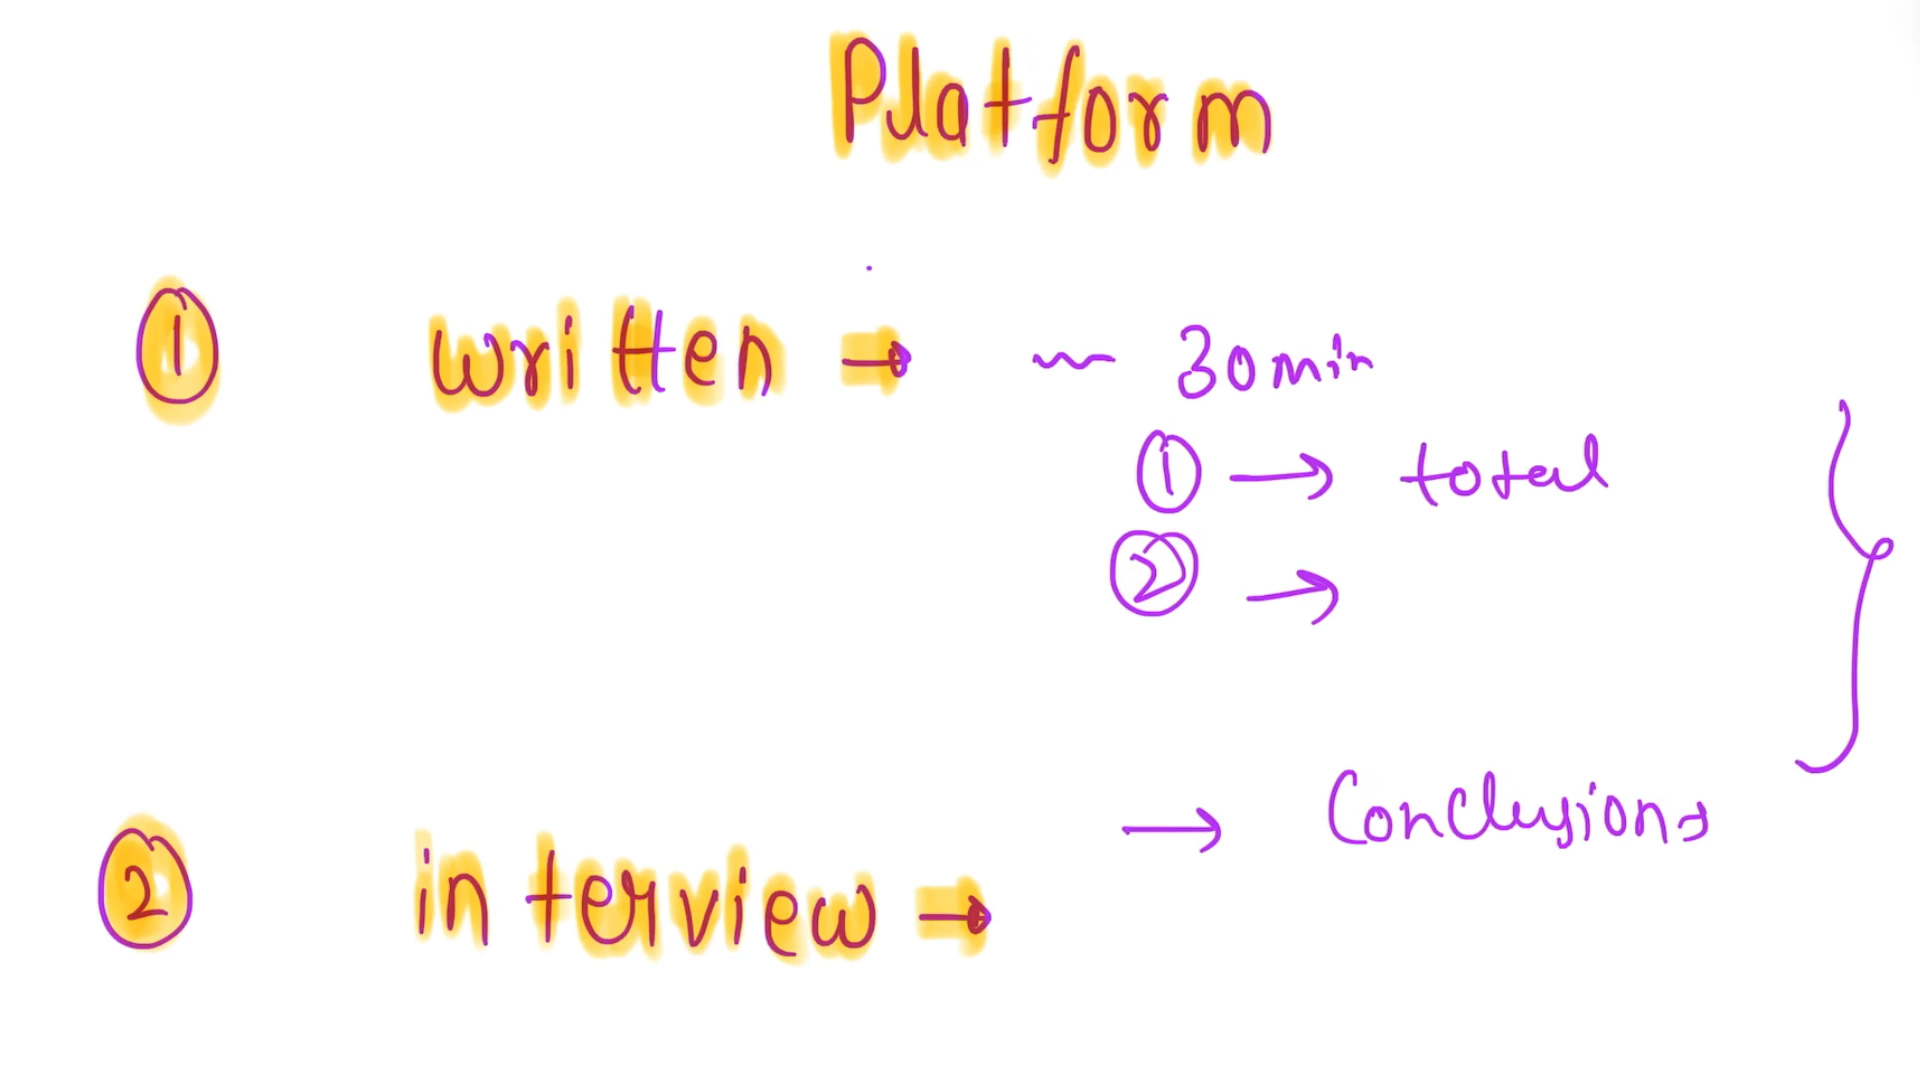 Platform
① written → ~ 30 min
① → total
② →
→ Conclusions
② interview →